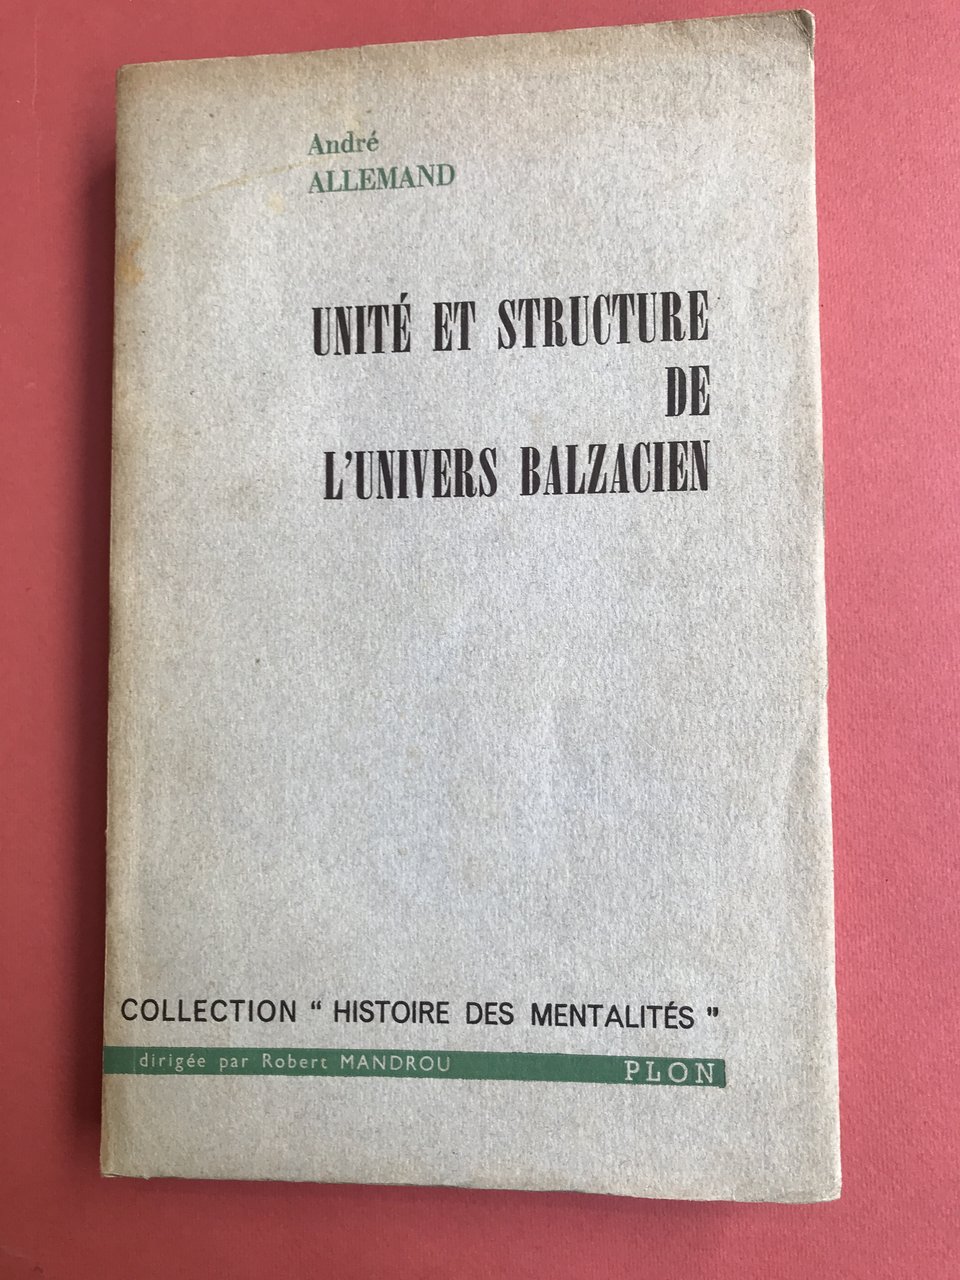 André
ALLEMAND
UNITÉ ET STRUCTURE
DE
L'UNIVERS BALZACIEN
COLLECTION “ HISTOIRE DES MENTALITÉS ”
dirigée par Robert MANDROU PLON